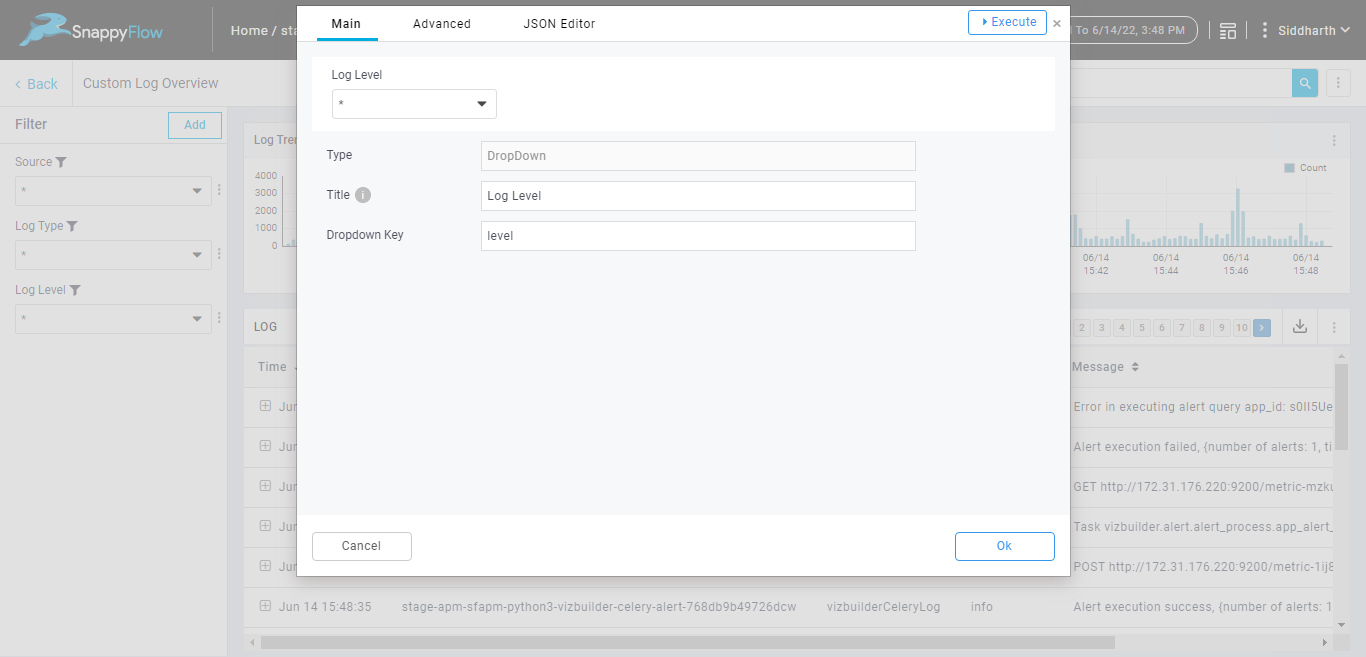 SnappyFlow
Home / sta
Main
Advanced
JSON Editor
Execute
×
To 6/14/22, 3:48 PM
Siddharth
Back
Custom Log Overview
Filter
Add
Source
*
Log Type
*
Log Level
*
Log Level
*
Type
DropDown
Title i
Log Level
Dropdown Key
level
Cancel
Ok
Log Tren
Count
4000
3000
2000
1000
0
06/14
15:42
06/14
15:44
06/14
15:46
06/14
15:48
LOG
2 3 4 5 6 7 8 9 10 >
Time
Message
Jun
Error in executing alert query app_id: s0II5Ue
Jun
Alert execution failed, {number of alerts: 1, ti
Jun
GET http://172.31.176.220:9200/metric-mzku
Jun
Task vizbuilder.alert.alert_process.app_alert_
Jun
POST http://172.31.176.220:9200/metric-1ij8
Jun 14 15:48:35 stage-apm-sfapm-python3-vizbuilder-celery-alert-768db9b49726dcw vizbuilderCeleryLog info Alert execution success, {number of alerts: 1